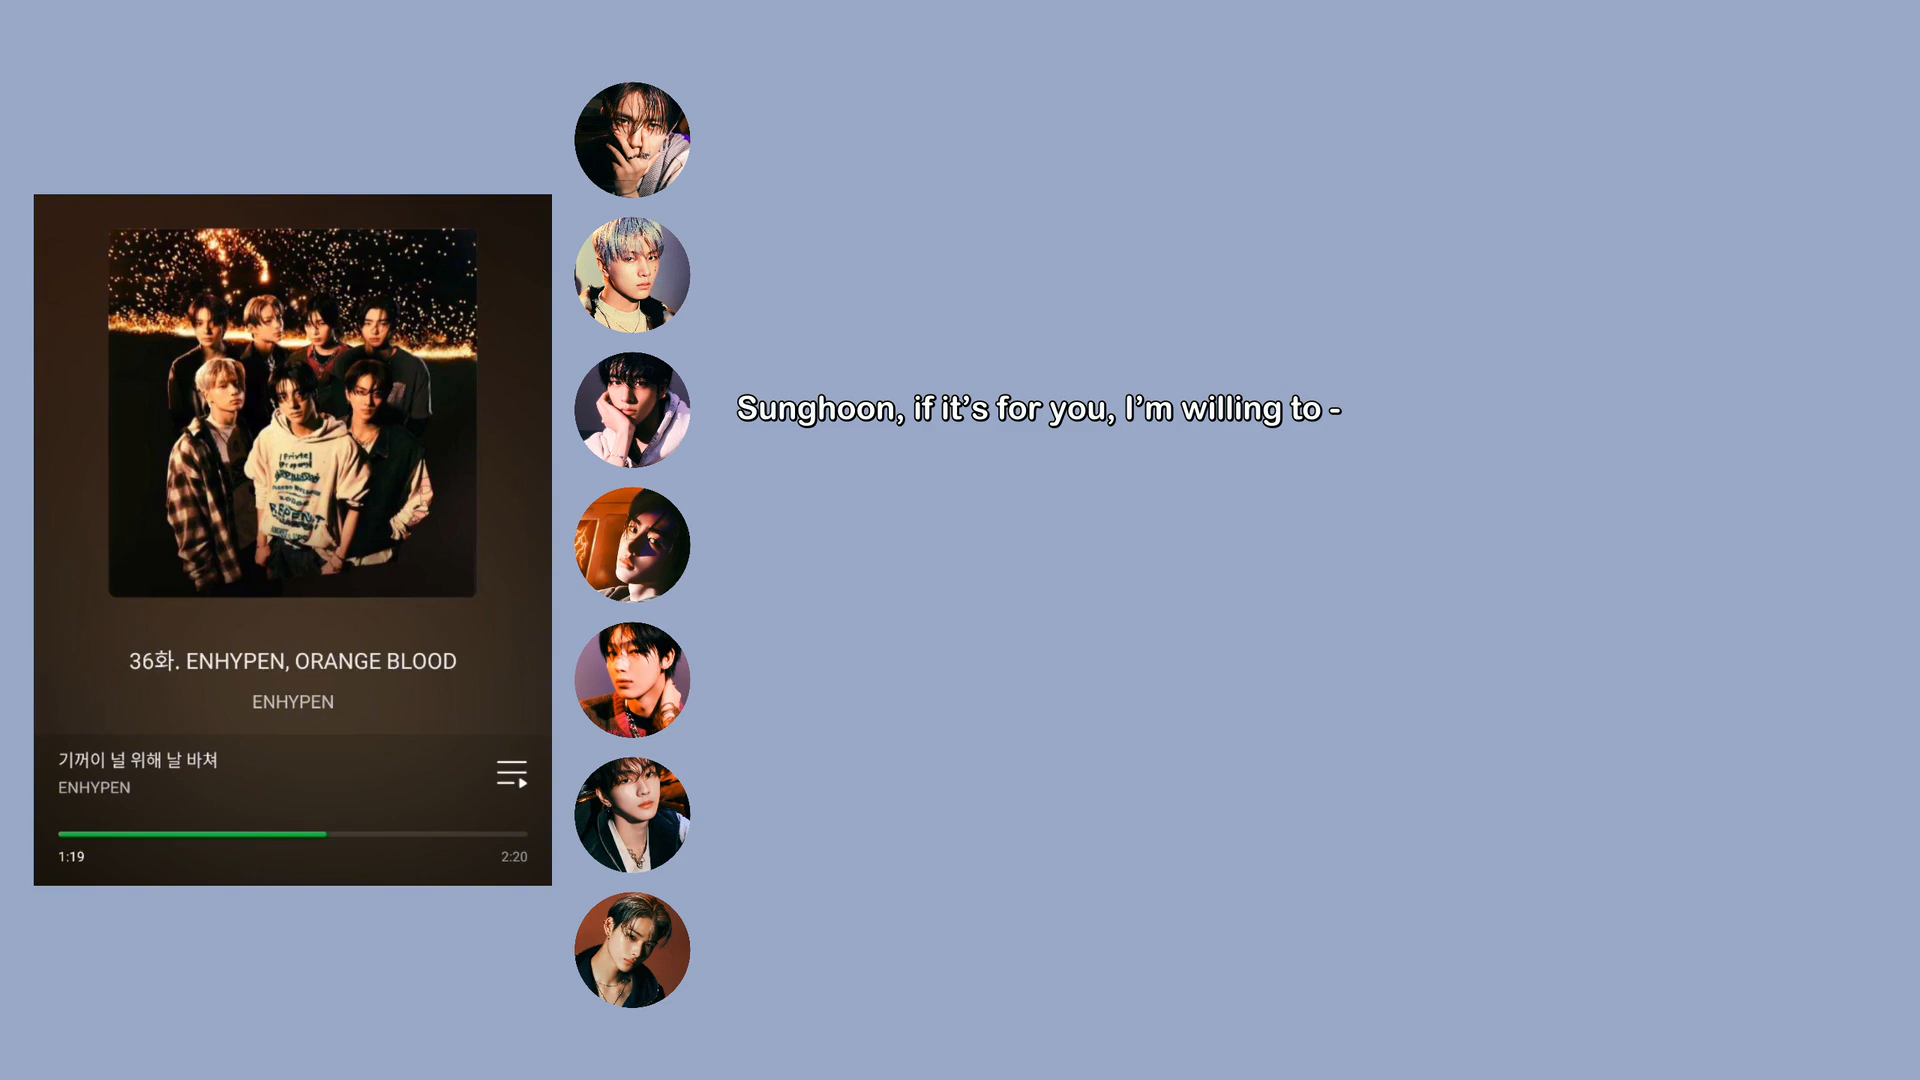 Sunghoon, if it's for you, I'm willing to -
36화. ENHYPEN, ORANGE BLOOD
ENHYPEN
기꺼이 널 위해 날 바쳐
ENHYPEN
1:19
2:20